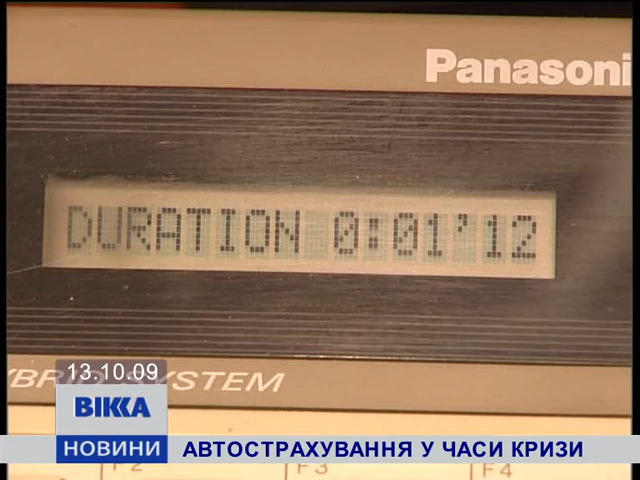 Panasoni
DURATION 0:01'12
YBRID SYSTEM
13.10.09
ВІККА
НОВИНИ
АВТОСТРАХУВАННЯ У ЧАСИ КРИЗИ
F2
F3
F4